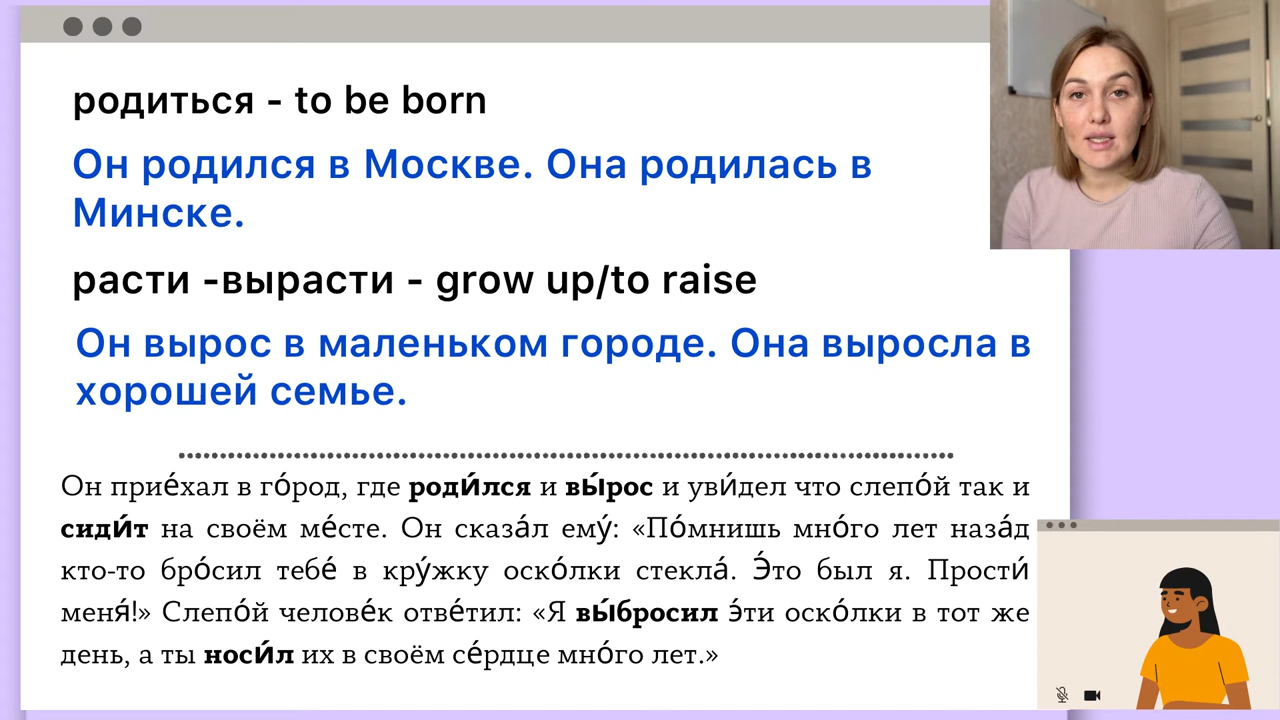 родиться - to be born
Он родился в Москве. Она родилась в
Минске.
расти -вырасти - grow up/to raise
Он вырос в маленьком городе. Она выросла в
хорошей семье.
Он прие́хал в го́род, где роди́лся и вы́рос и уви́дел что слепо́й так и
сиди́т на своём ме́сте. Он сказа́л ему́: «По́мнишь мно́го лет наза́д
кто-то бро́сил тебе́ в кру́жку оско́лки стекла́. Э́то был я. Прости́
меня́!» Слепо́й челове́к отве́тил: «Я вы́бросил э́ти оско́лки в тот же
день, а ты носи́л их в своём се́рдце мно́го лет.»